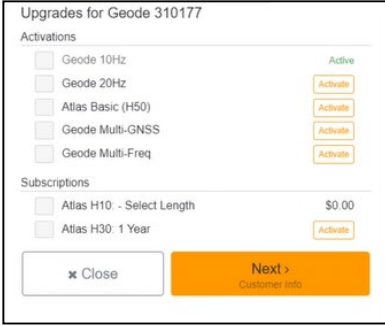 Upgrades for Geode 310177
Activations
Geode 10Hz Active
Geode 20Hz Activate
Atlas Basic (H50) Activate
Geode Multi-GNSS Activate
Geode Multi-Freq Activate
Subscriptions
Atlas H10: - Select Length $0.00
Atlas H30: 1 Year Activate
× Close
Next ›
Customer Info